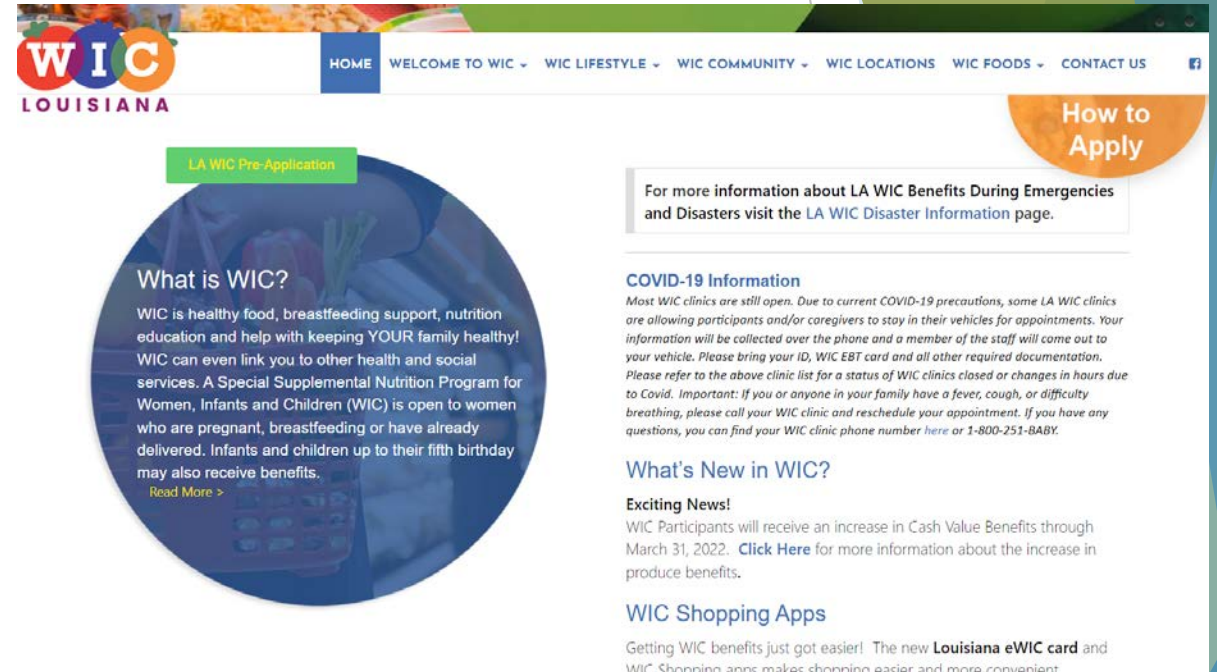 WIC
LOUISIANA
HOME WELCOME TO WIC WIC LIFESTYLE WIC COMMUNITY WIC LOCATIONS WIC FOODS CONTACT US
How to
Apply
LA WIC Pre-Application
What is WIC?
WIC is healthy food, breastfeeding support, nutrition
education and help with keeping YOUR family healthy!
WIC can even link you to other health and social
services. A Special Supplemental Nutrition Program for
Women, Infants and Children (WIC) is open to women
who are pregnant, breastfeeding or have already
delivered. Infants and children up to their fifth birthday
may also receive benefits.
Read More >
For more information about LA WIC Benefits During Emergencies
and Disasters visit the LA WIC Disaster Information page.
COVID-19 Information
Most WIC clinics are still open. Due to current COVID-19 precautions, some LA WIC clinics
are allowing participants and/or caregivers to stay in their vehicles for appointments. Your
information will be collected over the phone and a member of the staff will come out to
your vehicle. Please bring your ID, WIC EBT card and all other required documentation.
Please refer to the above clinic list for a status of WIC clinics closed or changes in hours due
to Covid. Important: If you or anyone in your family have a fever, cough, or difficulty
breathing, please call your WIC clinic and reschedule your appointment. If you have any
questions, you can find your WIC clinic phone number here or 1-800-251-BABY.
What's New in WIC?
Exciting News!
WIC Participants will receive an increase in Cash Value Benefits through
March 31, 2022. Click Here for more information about the increase in
produce benefits.
WIC Shopping Apps
Getting WIC benefits just got easier! The new Louisiana eWIC card and
WIC Shopping apps makes shopping easier and more convenient